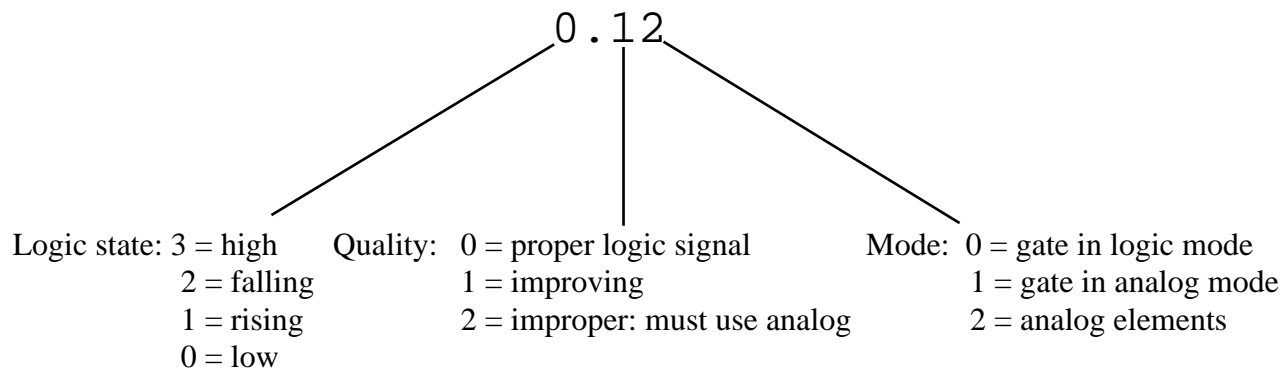 0.12
Logic state: 3 = high Quality: 0 = proper logic signal Mode: 0 = gate in logic mode
2 = falling 1 = improving 1 = gate in analog mode
1 = rising 2 = improper: must use analog 2 = analog elements
0 = low